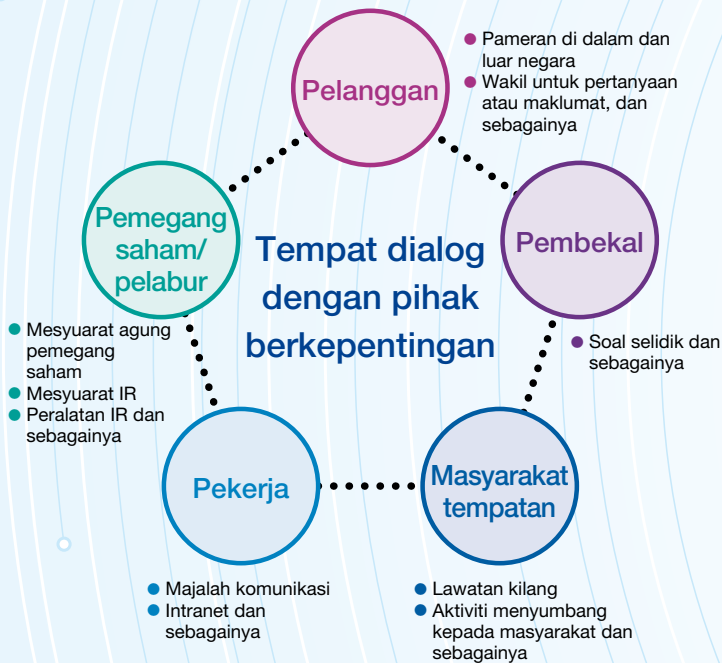 Pelanggan
Pameran di dalam dan
luar negara
Wakil untuk pertanyaan
atau maklumat, dan
sebagainya
Pemegang
saham/
pelabur
Mesyuarat agung
pemegang
saham
Mesyuarat IR
Peralatan IR dan
sebagainya
Tempat dialog
dengan pihak
berkepentingan
Pembekal
Soal selidik dan
sebagainya
Pekerja
Majalah komunikasi
Intranet dan
sebagainya
Masyarakat
tempatan
Lawatan kilang
Aktiviti menyumbang
kepada masyarakat dan
sebagainya